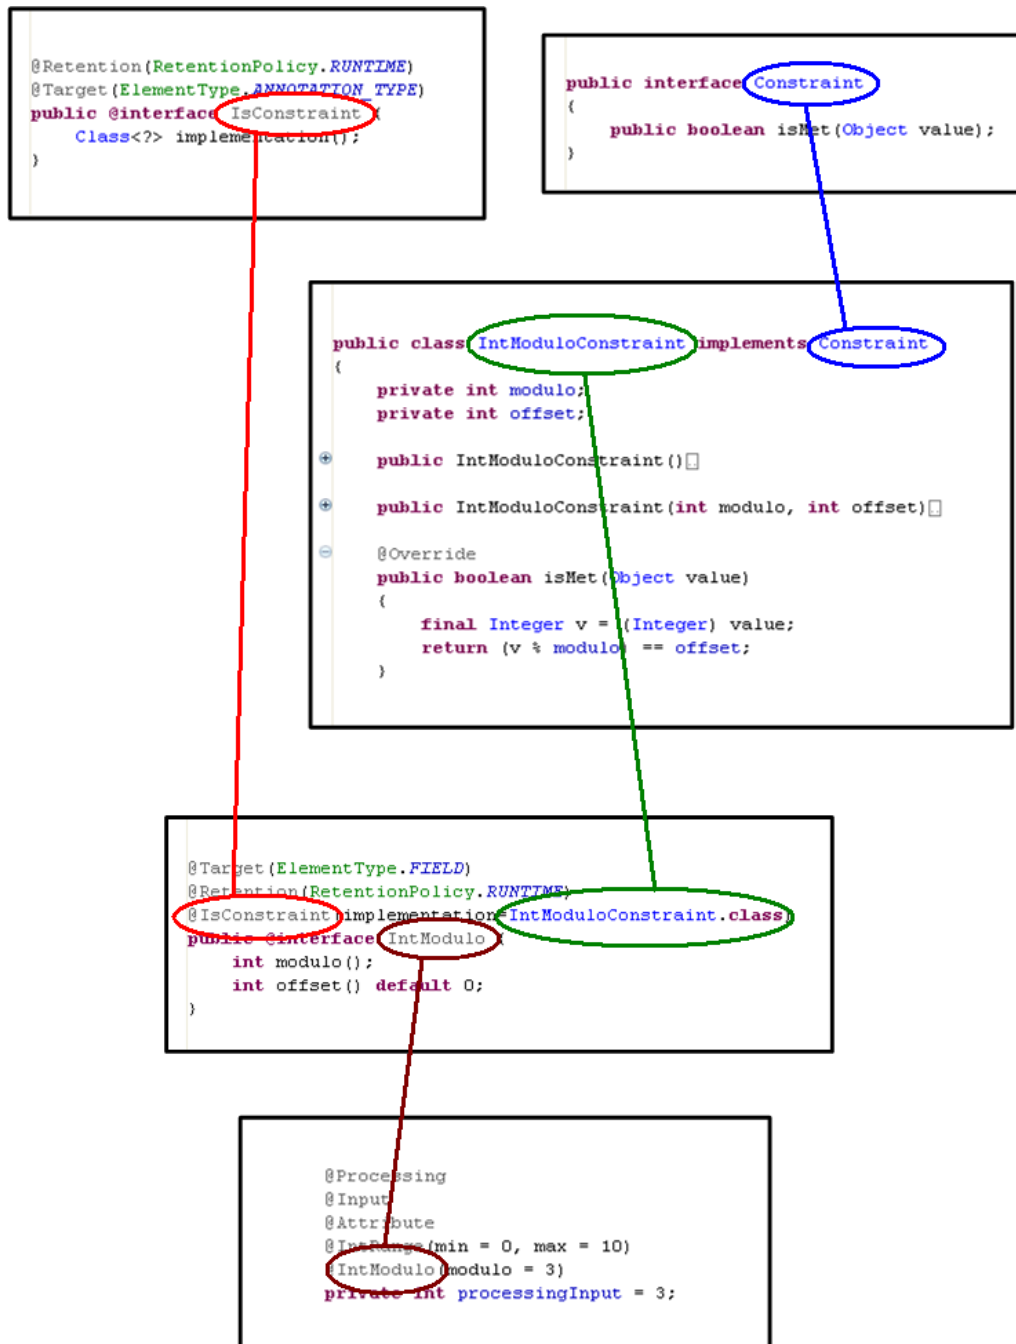 @Retention(RetentionPolicy.RUNTIME)
@Target(ElementType.ANNOTATION_TYPE)
public @interface IsConstraint {
Class<?> implementation();
}
public interface Constraint
{
public boolean isMet(Object value);
}
public class IntModuloConstraint implements Constraint
{
private int modulo;
private int offset;
public IntModuloConstraint()
public IntModuloConstraint(int modulo, int offset)
@Override
public boolean isMet(Object value)
{
final Integer v = (Integer) value;
return (v % modulo) == offset;
}
@Target(ElementType.FIELD)
@Retention(RetentionPolicy.RUNTIME)
@IsConstraint(implementation=IntModuloConstraint.class)
public @interface IntModulo {
int modulo();
int offset() default 0;
}
@Processing
@Input
@Attribute
@IntRange(min = 0, max = 10)
@IntModulo(modulo = 3)
private int processingInput = 3;